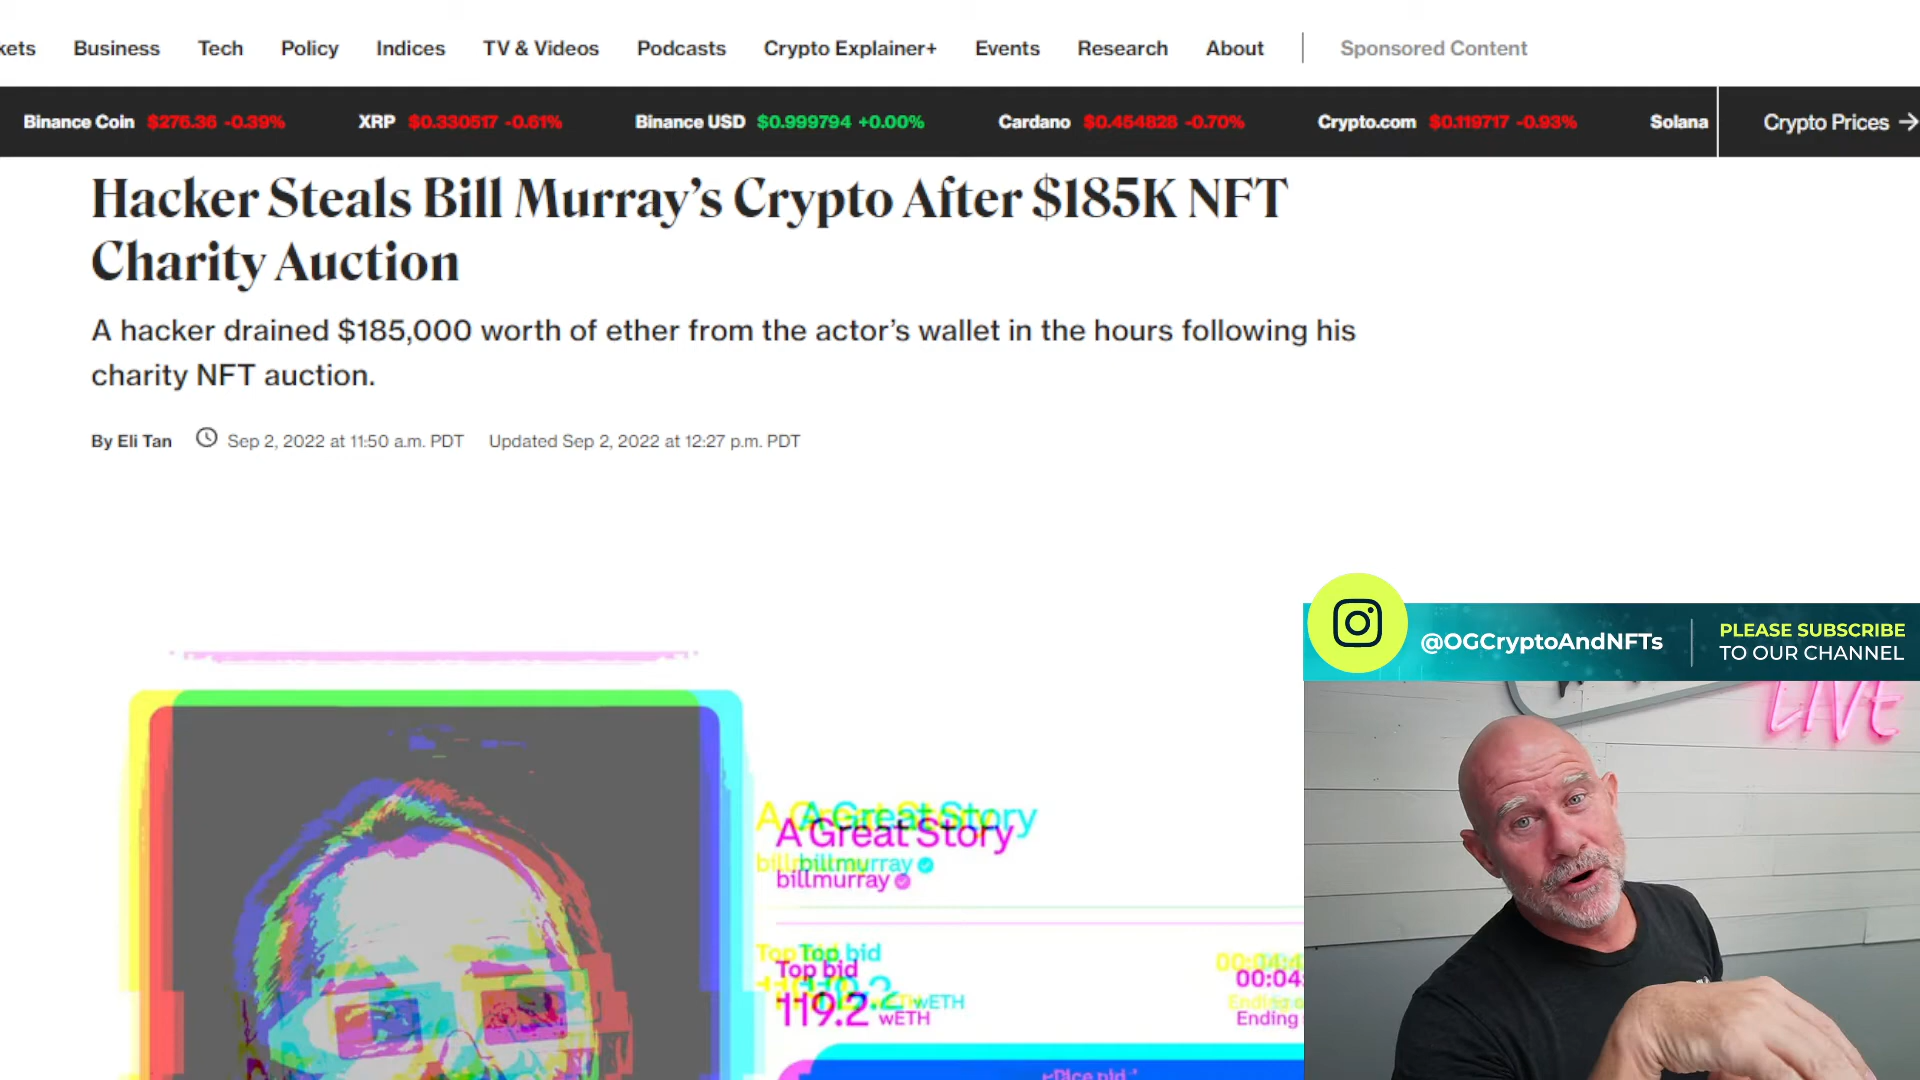 kets Business Tech Policy Indices TV & Videos Podcasts Crypto Explainer+ Events Research About Sponsored Content
Binance Coin $276.36 -0.39% XRP $0.330517 -0.61% Binance USD $0.999794 +0.00% Cardano $0.454828 -0.70% Crypto.com $0.119717 -0.93% Solana Crypto Prices →
Hacker Steals Bill Murray’s Crypto After $185K NFT
Charity Auction
A hacker drained $185,000 worth of ether from the actor’s wallet in the hours following his
charity NFT auction.
By Eli Tan Sep 2, 2022 at 11:50 a.m. PDT Updated Sep 2, 2022 at 12:27 p.m. PDT
@OGCryptoAndNFTs
PLEASE SUBSCRIBE
TO OUR CHANNEL
LIVE
A Great Story
billmurray
Top bid
119.2 wETH
00:04:
Ending